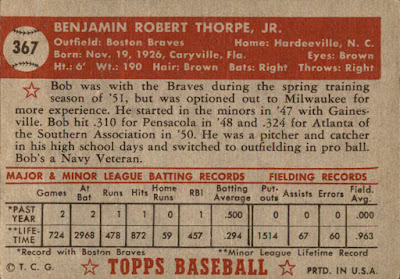 367
BENJAMIN ROBERT THORPE, JR.
Outfield: Boston Braves Home: Hardeeville, N. C.
Born: Nov. 19, 1926, Caryville, Fla. Eyes: Brown
Ht.: 6' Wt.: 190 Hair: Brown Bats: Right Throws: Right
Bob was with the Braves during the spring training
season of '51, but was optioned out to Milwaukee
for more experience. He started in the minors in '47 with Gaines-
ville. Bob hit .310 for Pensacola in '48 and .324 for Atlanta of
the Southern Association in '50. He was a pitcher and catcher
in his high school days and switched to outfielding in pro ball.
Bob's a Navy Veteran.
MAJOR & MINOR LEAGUE BATTING RECORDS FIELDING RECORDS
Games At Bat Runs Hits Home Runs RBI Batting Average Put-outs Assists Errors Field. Avg.
*PAST YEAR 2 2 1 1 0 1 .500 0 0 0 .000
**LIFE-TIME 724 2968 478 872 59 457 .294 1514 57 60 .963
*Record with Boston Braves **Minor League Lifetime Record
© T. C. G. TOPPS BASEBALL PRTD. IN U.S.A.